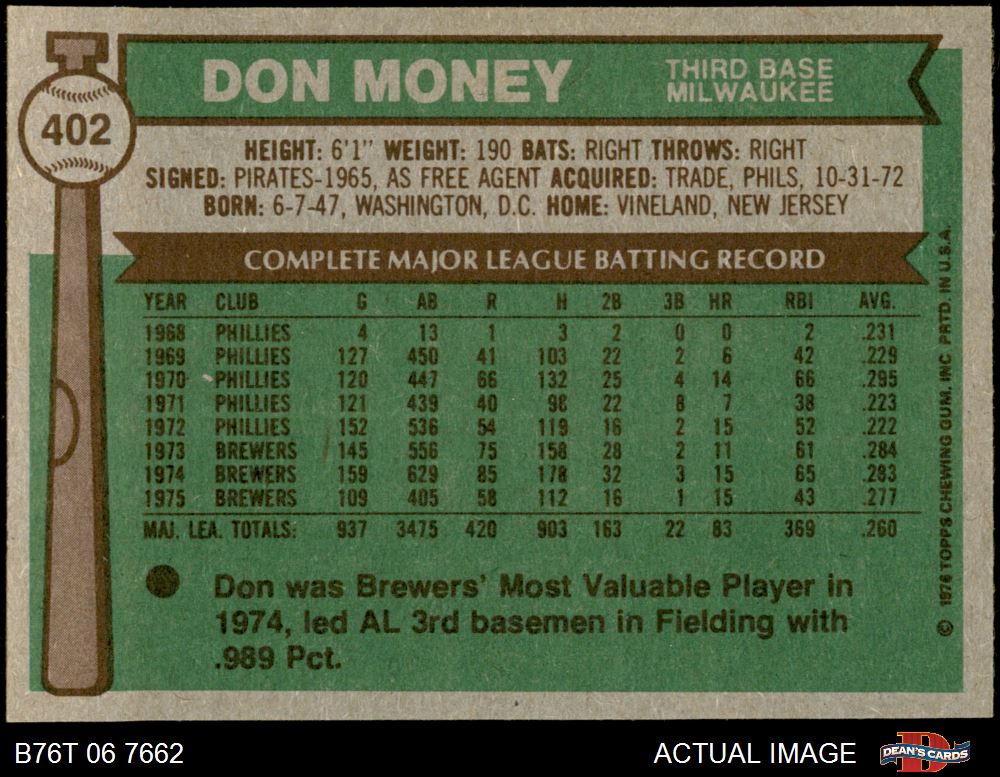 402
DON MONEY THIRD BASE
MILWAUKEE
HEIGHT: 6'1" WEIGHT: 190 BATS: RIGHT THROWS: RIGHT
SIGNED: PIRATES-1965, AS FREE AGENT ACQUIRED: TRADE, PHILS, 10-31-72
BORN: 6-7-47, WASHINGTON, D.C. HOME: VINELAND, NEW JERSEY
COMPLETE MAJOR LEAGUE BATTING RECORD
YEAR CLUB G AB R H 2B 3B HR RBI AVG.
1968 PHILLIES 4 13 1 3 2 0 0 2 .231
1969 PHILLIES 127 450 41 103 22 2 6 42 .229
1970 PHILLIES 120 447 66 132 25 4 14 66 .295
1971 PHILLIES 121 439 40 98 22 8 7 38 .223
1972 PHILLIES 152 536 54 119 16 2 15 52 .222
1973 BREWERS 145 556 75 158 28 2 11 61 .284
1974 BREWERS 159 629 85 178 32 3 15 65 .283
1975 BREWERS 109 405 58 112 16 1 15 43 .277
MAJ. LEA. TOTALS: 937 3475 420 903 163 22 83 369 .260
Don was Brewers' Most Valuable Player in
1974, led AL 3rd basemen in Fielding with
.989 Pct.
© 1976 TOPPS CHEWING GUM, INC. PRTD. IN U.S.A.
B76T 06 7662 ACTUAL IMAGE DEAN'S CARDS